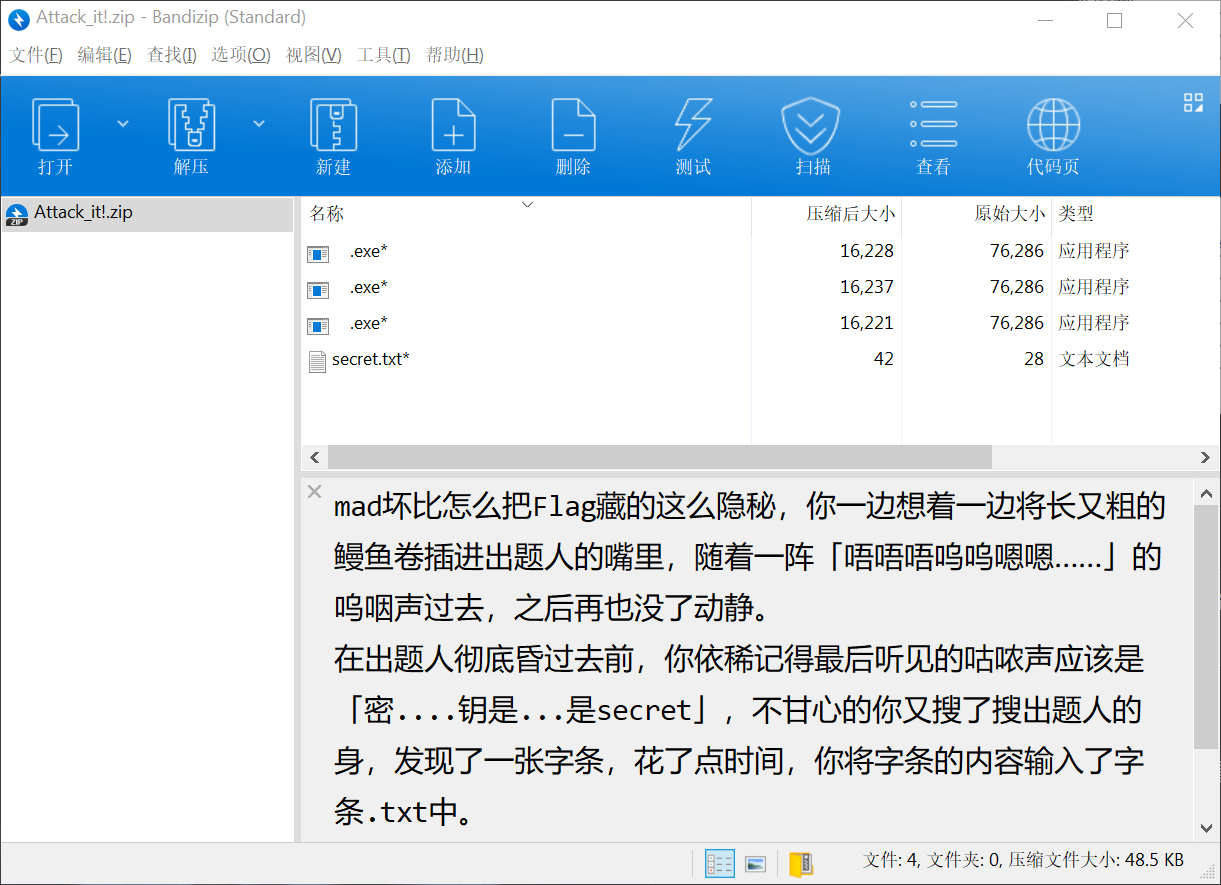 Attack_it!.zip - Bandizip (Standard)
文件(F) 编辑(E) 查找(I) 选项(O) 视图(V) 工具(T) 帮助(H)
打开 解压 新建 添加 删除 测试 扫描 查看 代码页
Attack_it!.zip
名称 压缩后大小 原始大小 类型
.exe* 16,228 76,286 应用程序
.exe* 16,237 76,286 应用程序
.exe* 16,221 76,286 应用程序
secret.txt* 42 28 文本文档
mad坏比怎么把Flag藏的这么隐秘，你一边想着一边将长又粗的
鳗鱼卷插进出题人的嘴里，随着一阵「唔唔唔呜呜嗯嗯……」的
呜咽声过去，之后再也没了动静。
在出题人彻底昏过去前，你依稀记得最后听见的咕哝声应该是
「密....钥是...是secret」，不甘心的你又搜了搜出题人的
身，发现了一张字条，花了点时间，你将字条的内容输入了字
条.txt中。
文件: 4, 文件夹: 0, 压缩文件大小: 48.5 KB